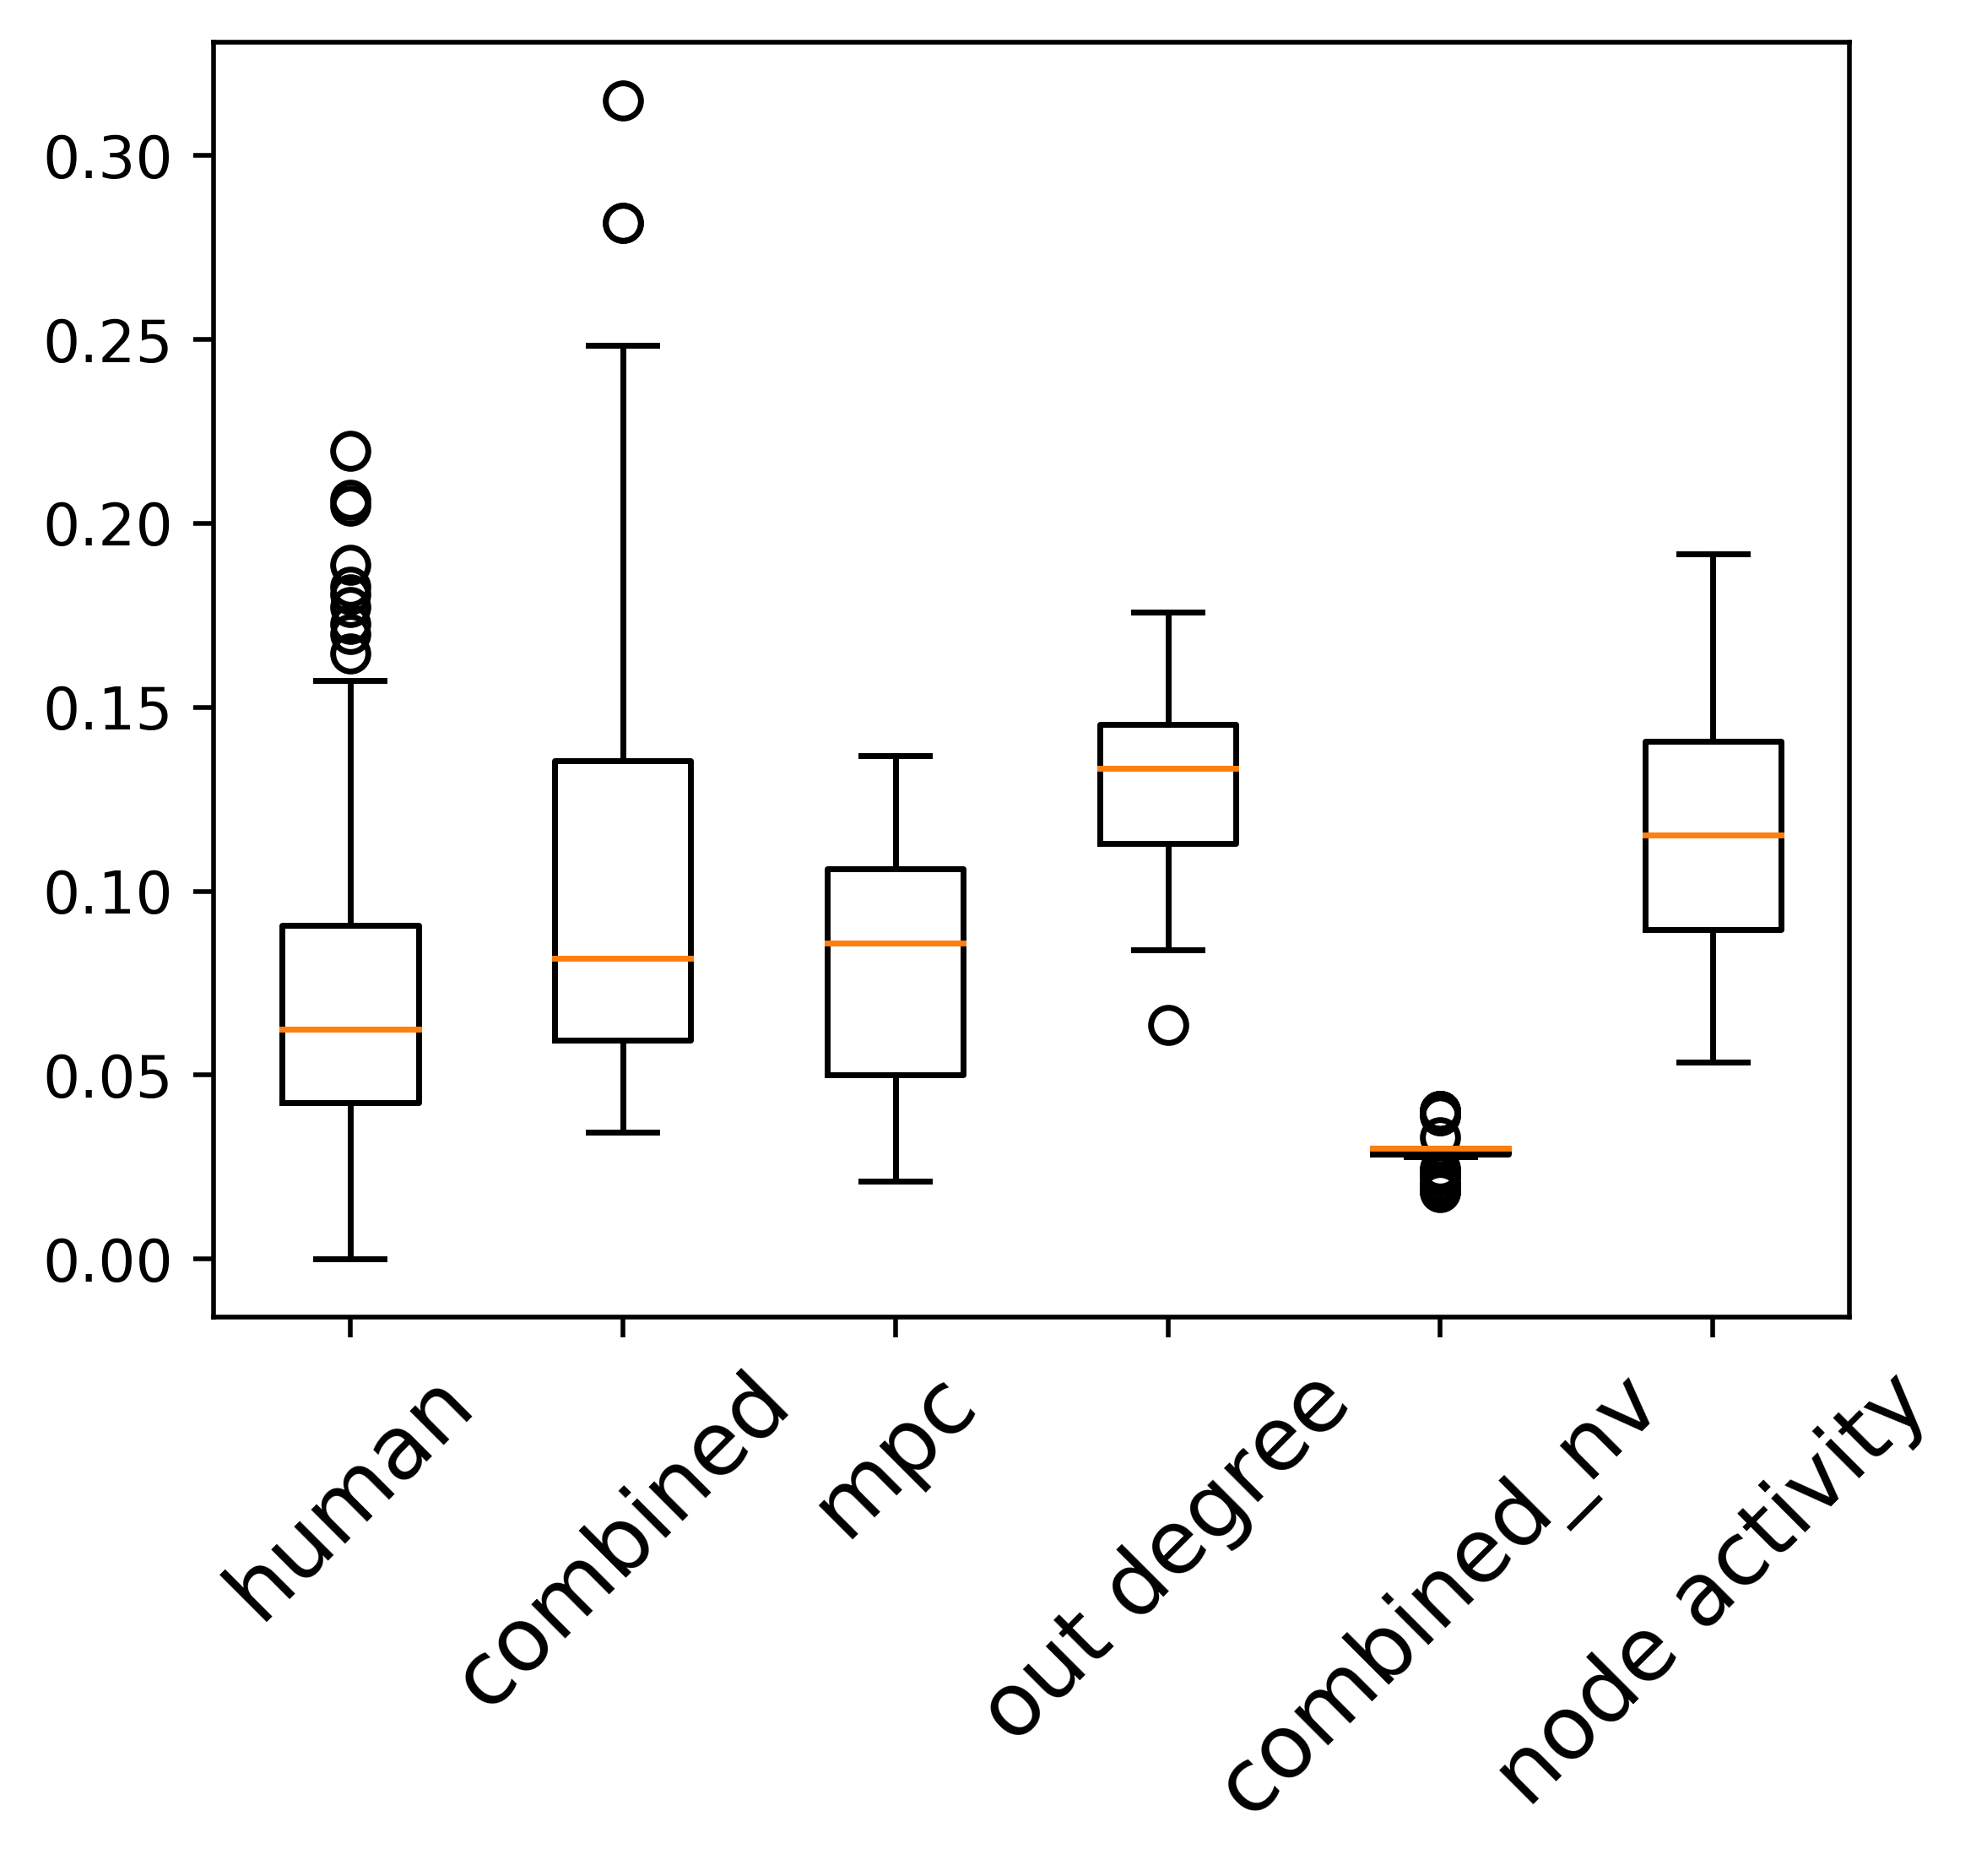 0.30
0.25
0.20
0.15
0.10
0.05
0.00
human
combined
mpc
out degree
combined_nv
node activity